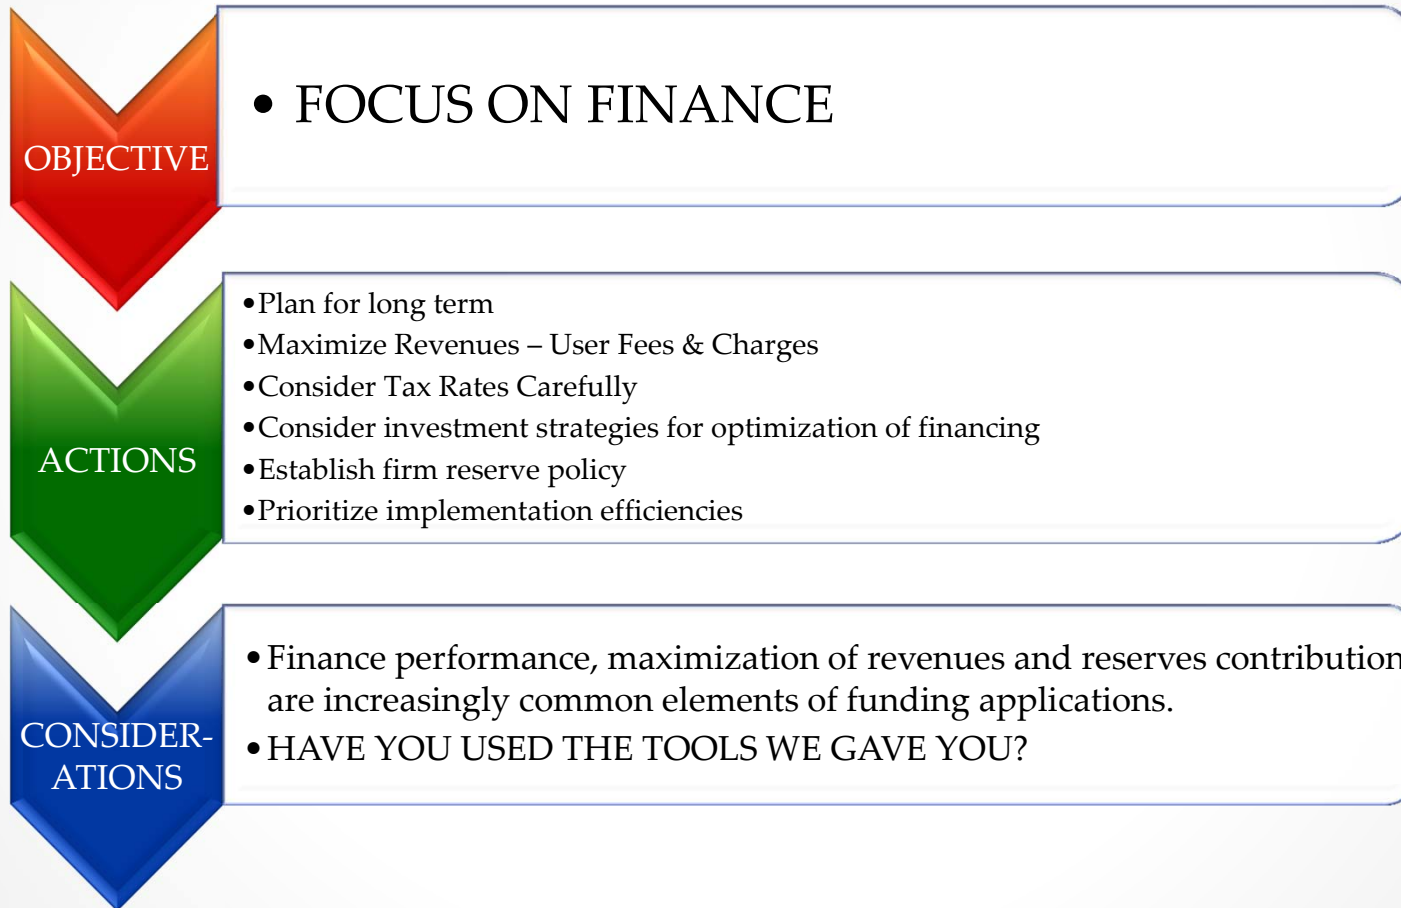 OBJECTIVE
• FOCUS ON FINANCE
ACTIONS
•Plan for long term
•Maximize Revenues – User Fees & Charges
•Consider Tax Rates Carefully
•Consider investment strategies for optimization of financing
•Establish firm reserve policy
•Prioritize implementation efficiencies
CONSIDER-
ATIONS
•Finance performance, maximization of revenues and reserves contribution
are increasingly common elements of funding applications.
•HAVE YOU USED THE TOOLS WE GAVE YOU?